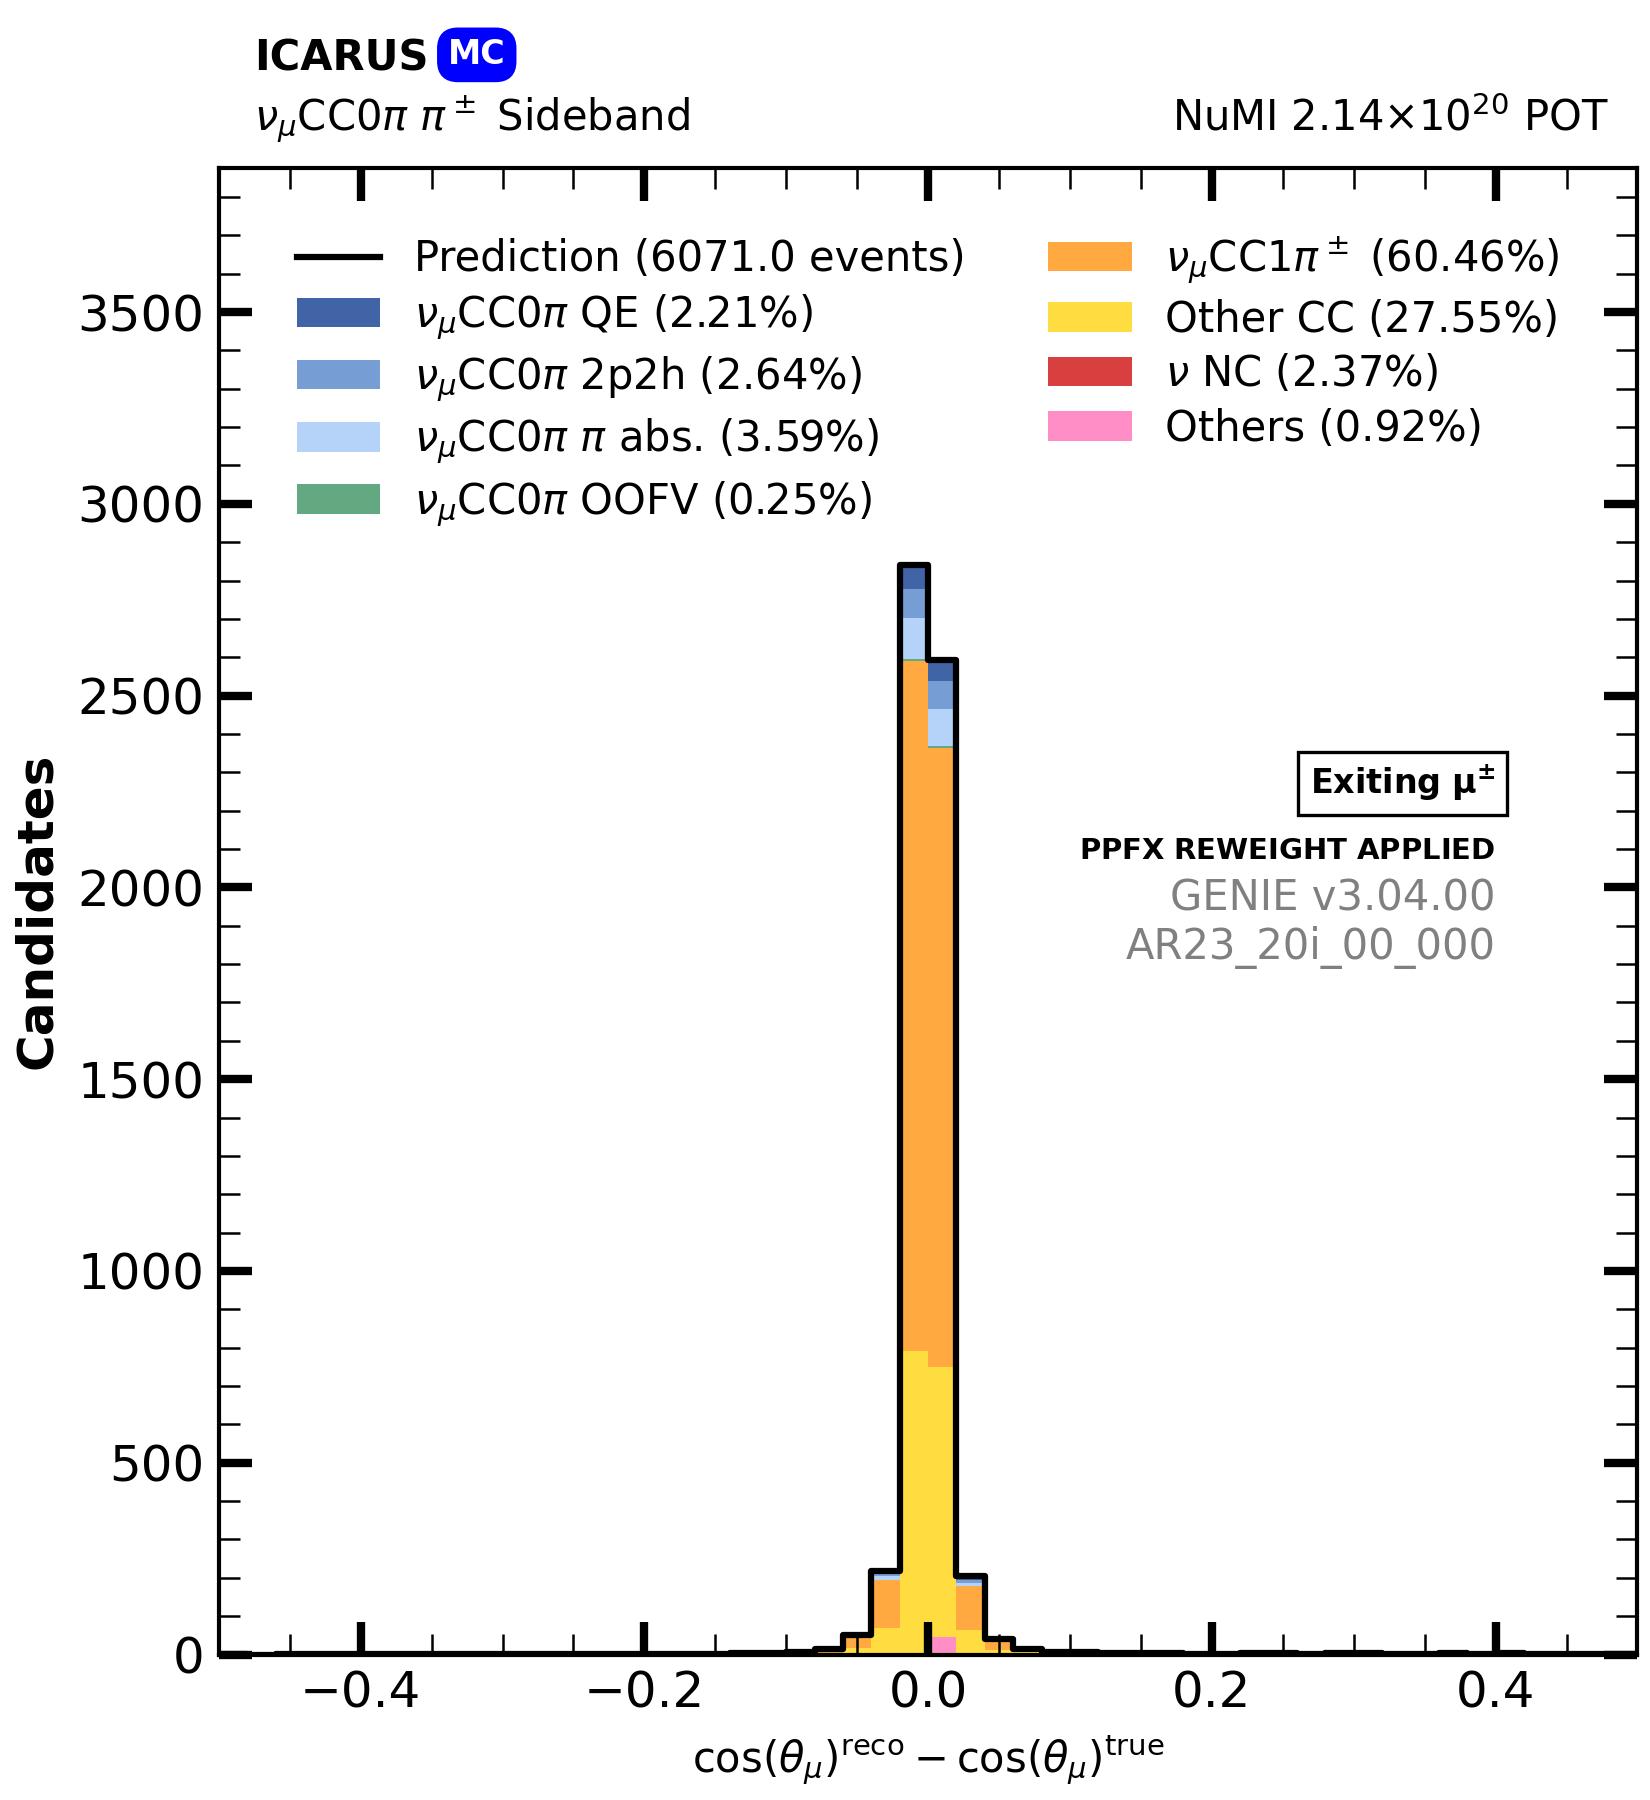 ICARUS MC
νμCC0π π± Sideband
NuMI 2.14×10²⁰ POT
Prediction (6071.0 events)
νμCC0π QE (2.21%)
νμCC0π 2p2h (2.64%)
νμCC0π π abs. (3.59%)
νμCC0π OOFV (0.25%)
νμCC1π± (60.46%)
Other CC (27.55%)
ν NC (2.37%)
Others (0.92%)
Exiting μ±
PPFX REWEIGHT APPLIED
GENIE v3.04.00
AR23_20i_00_000
Candidates
3500
3000
2500
2000
1500
1000
500
0
−0.4 −0.2 0.0 0.2 0.4
cos(θμ)reco − cos(θμ)true